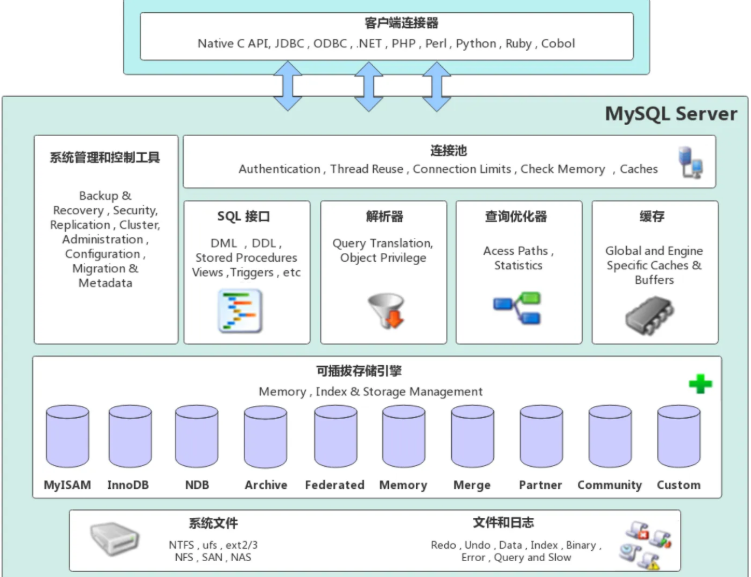 客户端连接器
Native C API, JDBC , ODBC , .NET , PHP , Perl , Python , Ruby , Cobol
MySQL Server
系统管理和控制工具
Backup &
Recovery , Security,
Replication , Cluster,
Administration ,
Configuration ,
Migration &
Metadata
连接池
Authentication , Thread Reuse , Connection Limits , Check Memory , Caches
SQL 接口
DML , DDL ,
Stored Procedures
Views ,Triggers , etc
解析器
Query Translation,
Object Privilege
查询优化器
Acess Paths ,
Statistics
缓存
Global and Engine
Specific Caches &
Buffers
可插拔存储引擎
Memory , Index & Storage Management
MyISAM InnoDB NDB Archive Federated Memory Merge Partner Community Custom
系统文件
NTFS , ufs , ext2/3
NFS , SAN , NAS
文件和日志
Redo , Undo , Data , Index , Binary ,
Error , Query and Slow